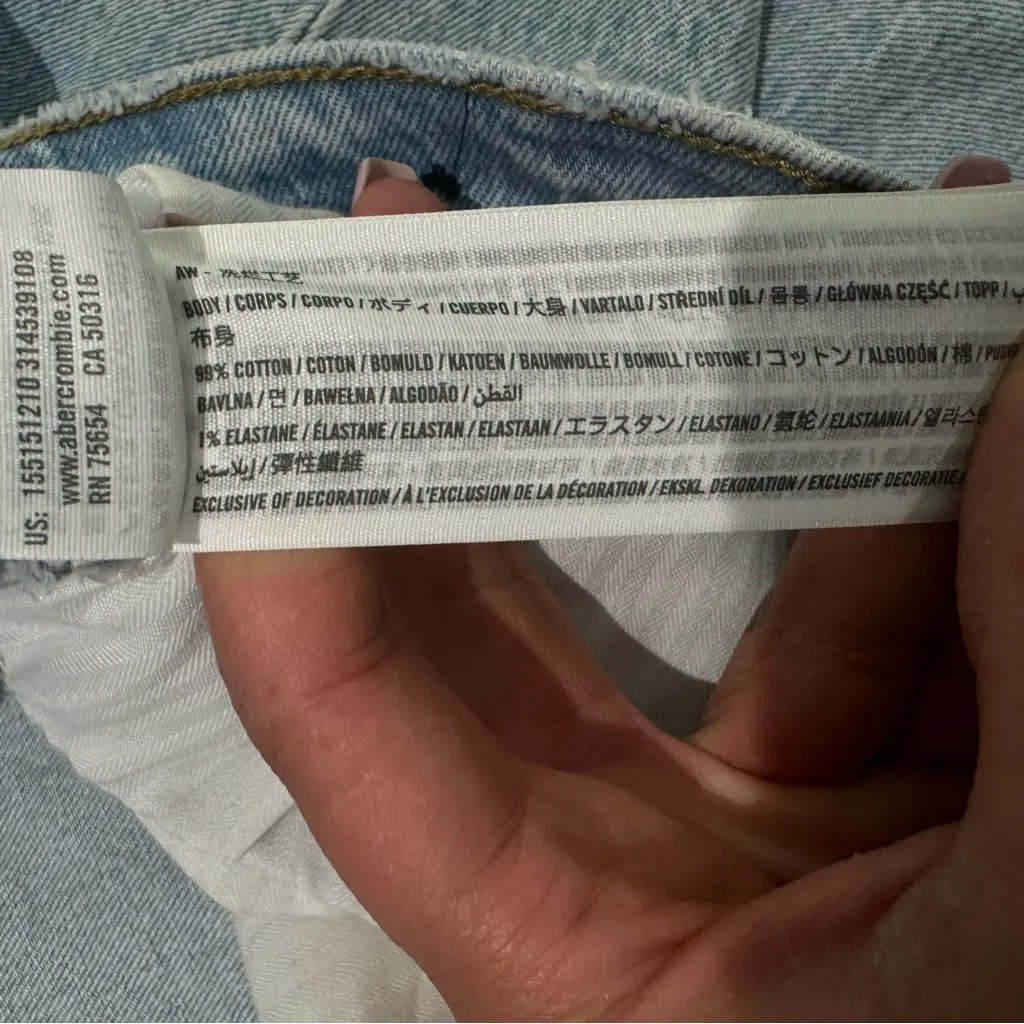 US: 155151210 314539108
www.abercrombie.com
RN 75654 CA 50316
AW -
BODY / CORPS / CORPO / ボディ / CUERPO / 大身 / VARTALO / STŘEDNÍ DÍL / 몸통 / GŁÓWNA CZĘŚĆ / TOPP /
布身
99% COTTON / COTON / BOMULD / KATOEN / BAUMWOLLE / BOMULL / COTONE / コットン / ALGODÓN / 棉 /
BAVLNA / 면 / BAWEŁNA / ALGODÃO / القطن
1% ELASTANE / ÉLASTANE / ELASTAN / ELASTAAN / エラスタン / ELASTANO / 氨纶 / ELASTAANIA /
إيلاستين / 彈性纖維
EXCLUSIVE OF DECORATION / À L'EXCLUSION DE LA DÉCORATION / EKSKL. DEKORATION / EXCLUSIEF DECORATIE /